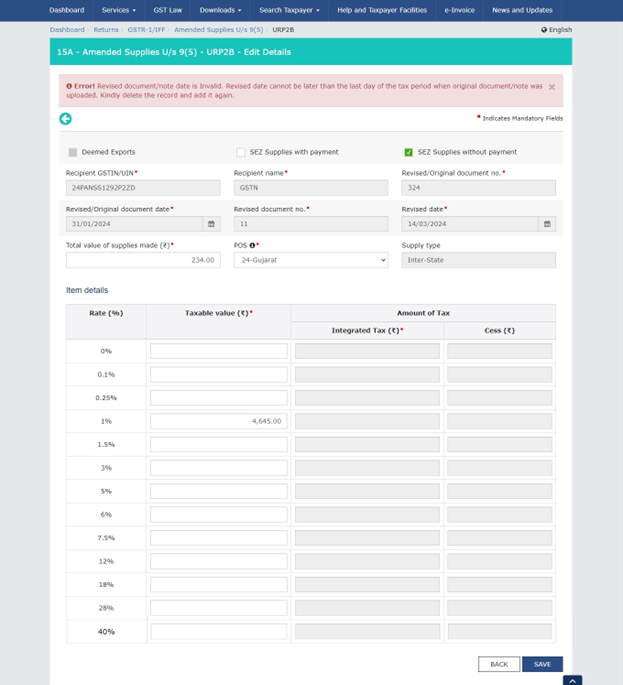 Dashboard Services GST Law Downloads Search Taxpayer Help and Taxpayer Facilities e-Invoice News and Updates
Dashboard Returns GSTR-1/IFF Amended Supplies U/s 9(5) URP2B English
15A - Amended Supplies U/s 9(5) - URP2B - Edit Details
Error! Revised document/note date is Invalid. Revised date cannot be later than the last day of the tax period when original document/note was
uploaded. Kindly delete the record and add it again.
* Indicates Mandatory Fields
Deemed Exports SEZ Supplies with payment SEZ Supplies without payment
Recipient GSTIN/UIN* Recipient name* Revised/Original document no.*
24PANSS1292P2ZD GSTN 324
Revised/Original document date* Revised document no.* Revised date*
31/01/2024 11 14/03/2024
Total value of supplies made (₹)* POS* Supply type
234.00 24-Gujarat Inter-State
Item details
Rate (%) Taxable value (₹)* Amount of Tax
Integrated Tax (₹)* Cess (₹)
0%
0.1%
0.25%
1% 4,645.00
1.5%
3%
5%
6%
7.5%
12%
18%
28%
40%
BACK SAVE